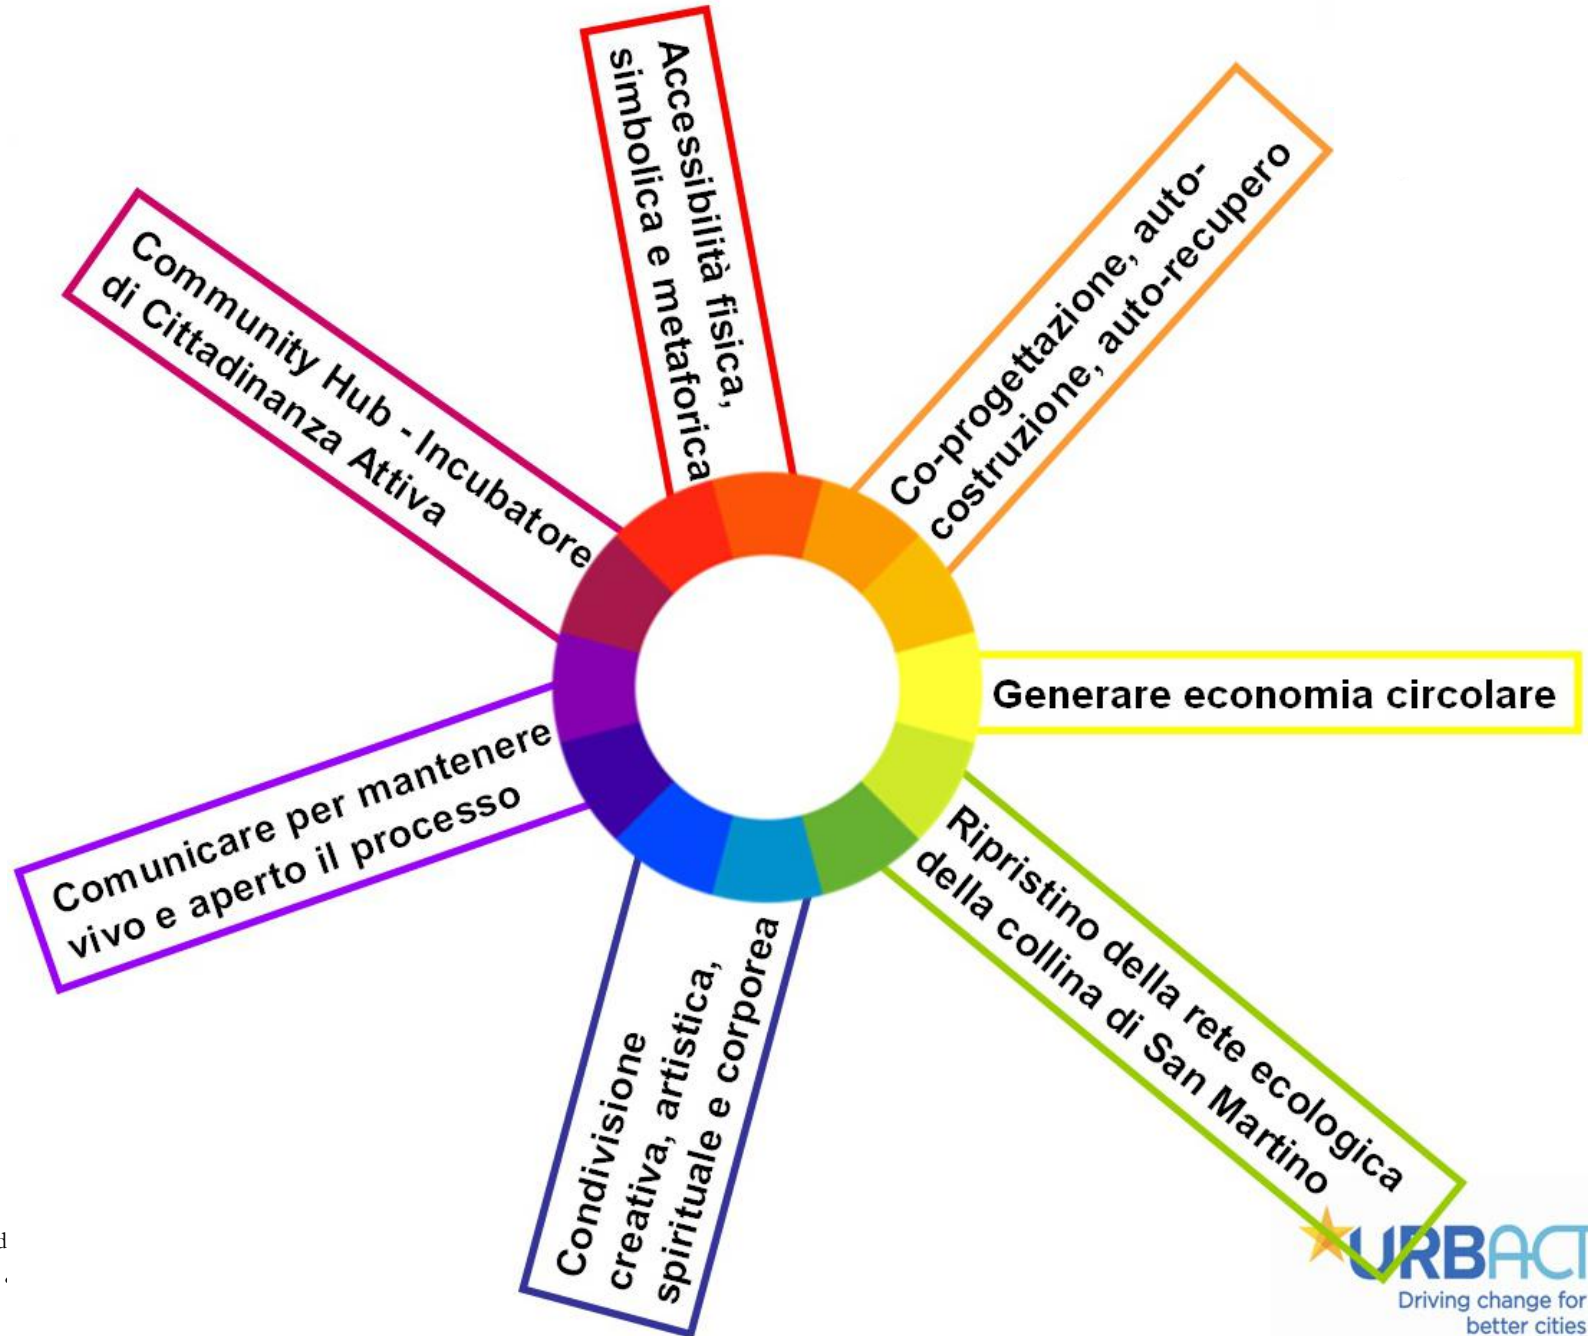 Accessibilità fisica,
simbolica e metaforica
Co-progettazione, auto-
costruzione, auto-recupero
Generare economia circolare
Ripristino della rete ecologica
della collina di San Martino
Condivisione
creativa, artistica,
spirituale e corporea
Comunicare per mantenere
vivo e aperto il processo
Community Hub - Incubatore
di Cittadinanza Attiva
URBACT
Driving change for
better cities